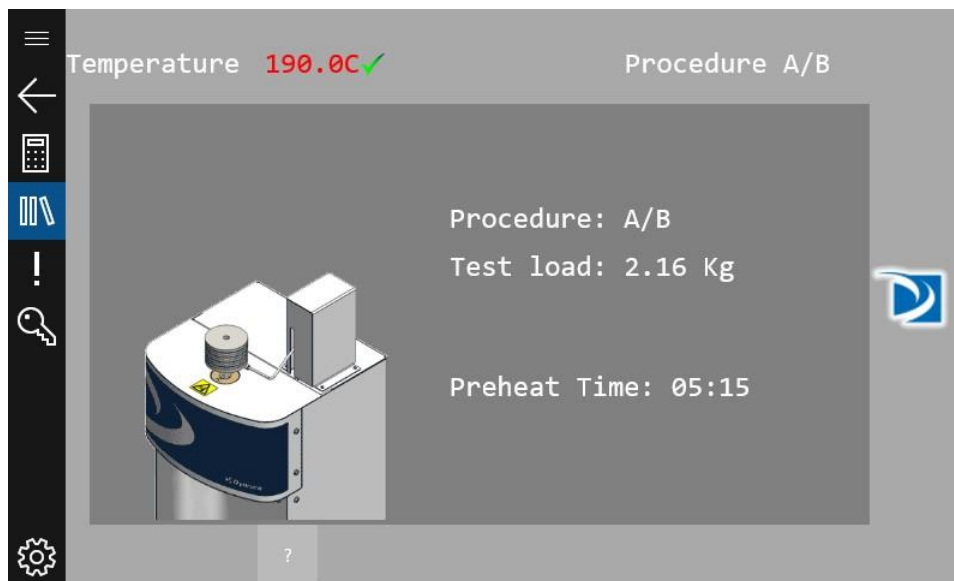 Temperature 190.0C
Procedure A/B
Procedure: A/B
Test load: 2.16 Kg
Preheat Time: 05:15
?